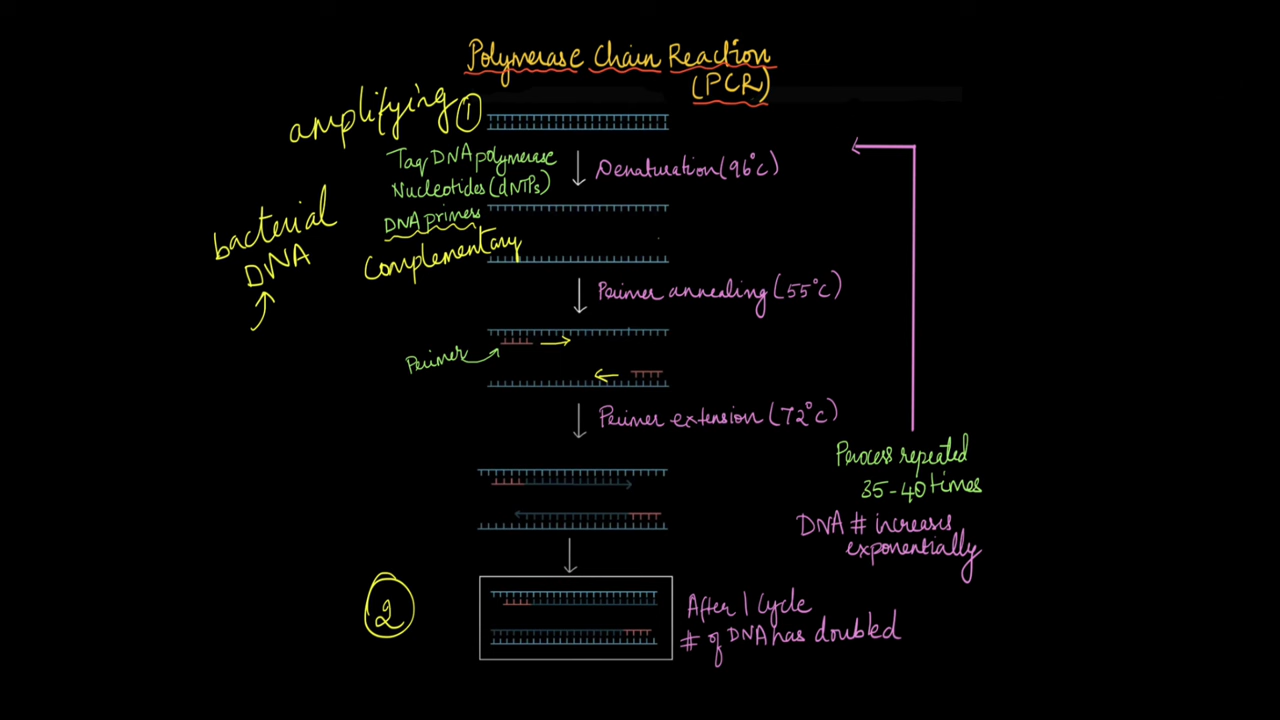 Polymerase Chain Reaction
(PCR)
amplifying ①
Taq DNA polymerase
Nucleotides (dNTPs)
DNA primers
Complementary
bacterial
DNA
Denaturation (96°C)
Primer annealing (55°C)
Primer
Primer extension (72°C)
Process repeated
35-40 times
DNA # increases
exponentially
②
After 1 Cycle
# of DNA has doubled